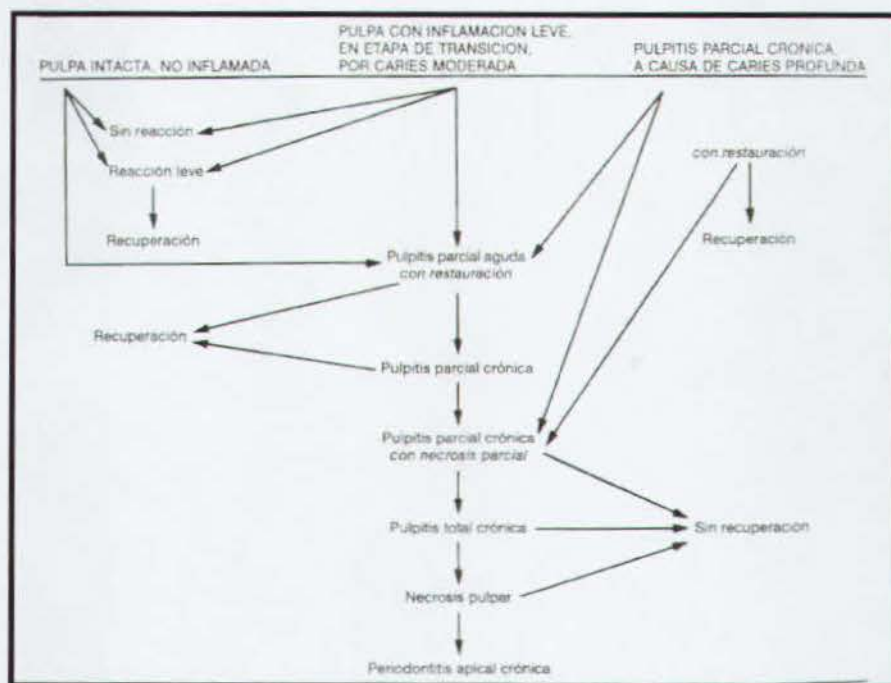 PULPA INTACTA, NO INFLAMADA
PULPA CON INFLAMACION LEVE,
EN ETAPA DE TRANSICION,
POR CARIES MODERADA
PULPITIS PARCIAL CRONICA,
A CAUSA DE CARIES PROFUNDA
Sin reacción
Reacción leve
con restauración
Recuperación
Recuperación
Pulpitis parcial aguda
con restauración
Recuperación
Pulpitis parcial crónica
Pulpitis parcial crónica
con necrosis parcial
Pulpitis total crónica
Sin recuperación
Necrosis pulpar
Periodontitis apical crónica